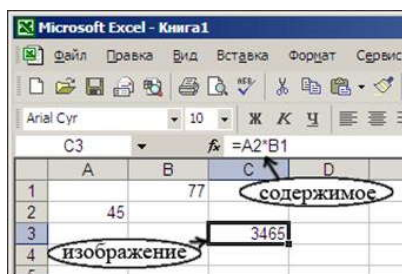 Microsoft Excel - Книга1
Файл Правка Вид Вставка Формат Сервис
Arial Cyr 10 Ж К Ч
C3 fx =A2*B1
A B C D
1 77 содержимое
2 45
3 3465
4 изображение